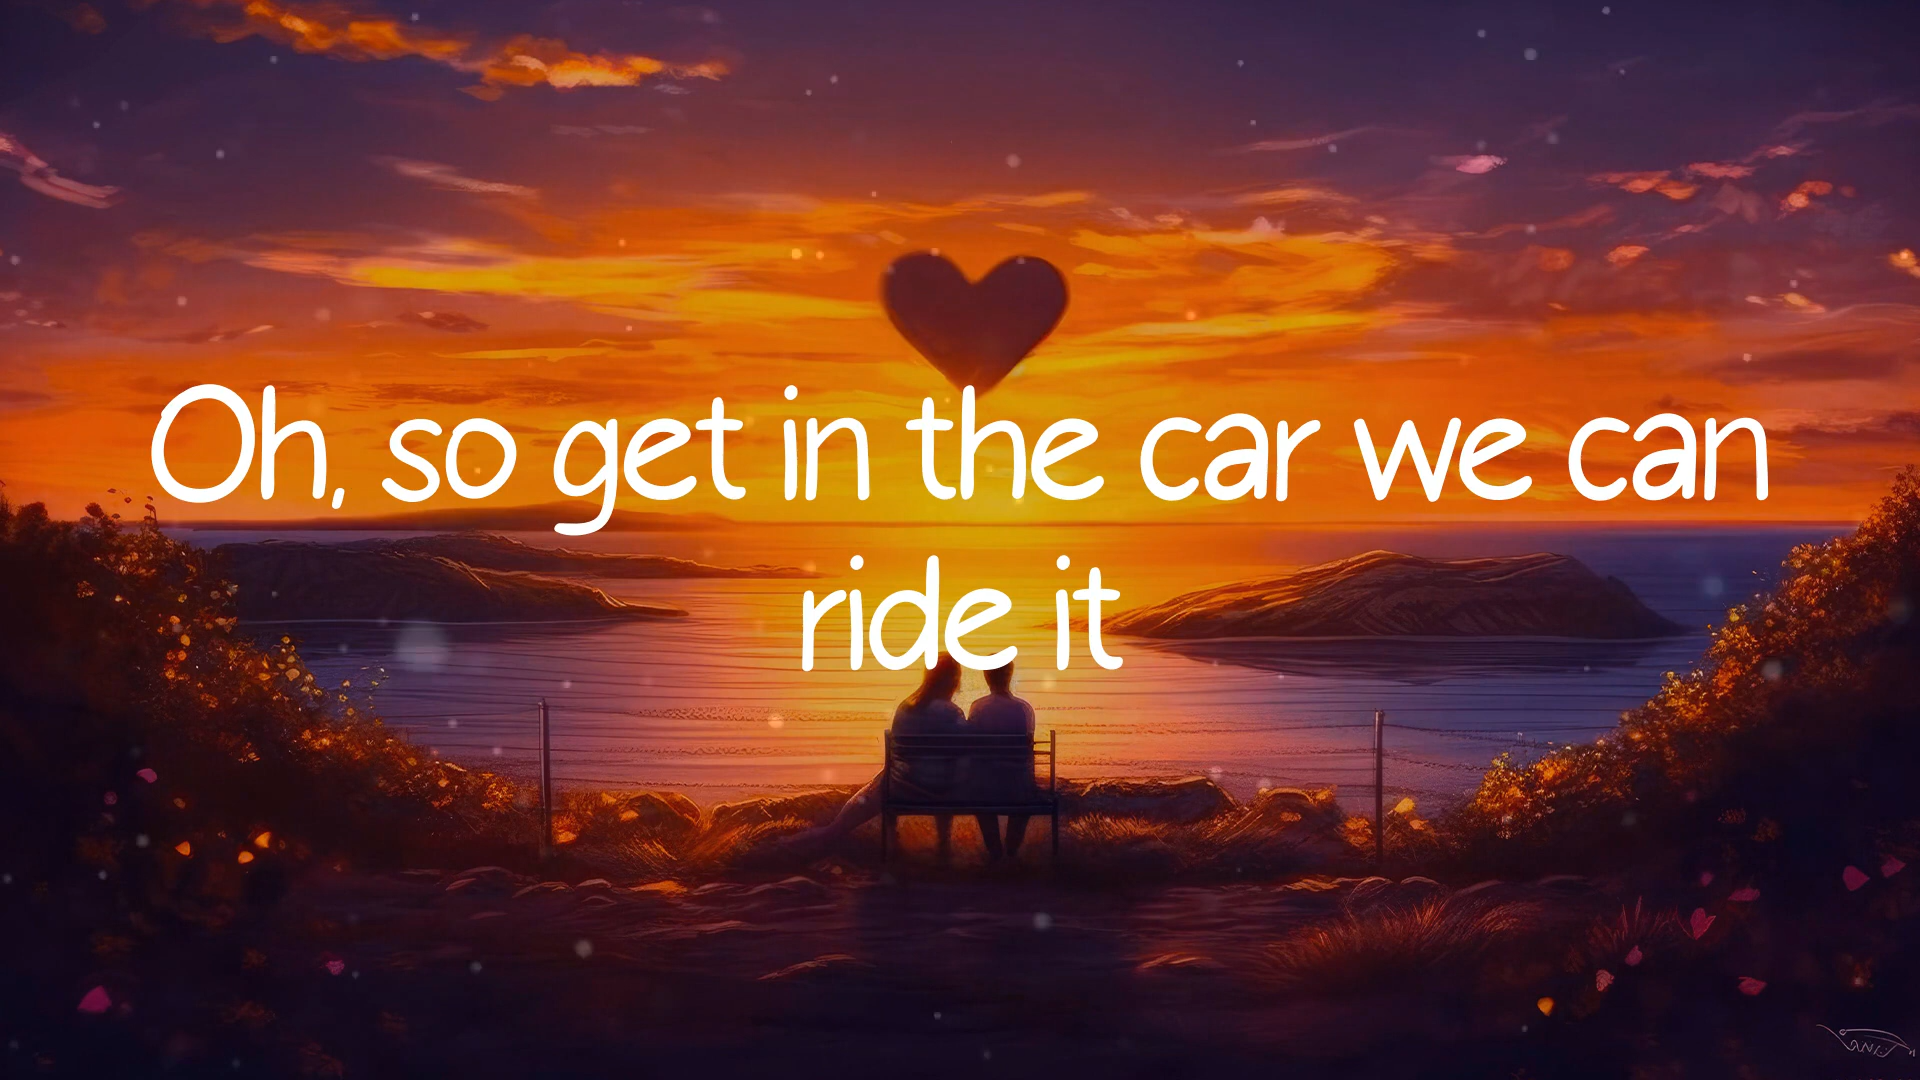 Oh, so get in the car we can
ride it